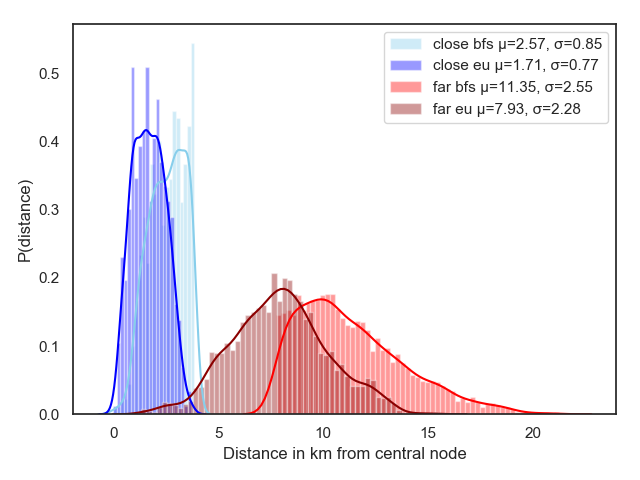 close bfs μ=2.57, σ=0.85
close eu μ=1.71, σ=0.77
far bfs μ=11.35, σ=2.55
far eu μ=7.93, σ=2.28
P(distance)
0.5
0.4
0.3
0.2
0.1
0.0
0 5 10 15 20
Distance in km from central node